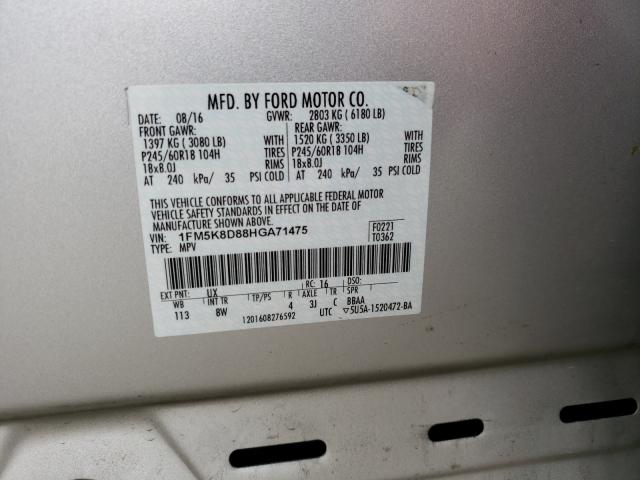 MFD. BY FORD MOTOR CO.
DATE: 08/16 GVWR: 2803 KG ( 6180 LB)
FRONT GAWR: REAR GAWR:
1397 KG ( 3080 LB) WITH 1520 KG ( 3350 LB) WITH
P245/60R18 104H TIRES P245/60R18 104H TIRES
18x8.0J RIMS 18x8.0J RIMS
AT 240 kPa/ 35 PSI COLD AT 240 kPa/ 35 PSI COLD
THIS VEHICLE CONFORMS TO ALL APPLICABLE FEDERAL MOTOR
VEHICLE SAFETY STANDARDS IN EFFECT ON THE DATE OF
MANUFACTURE SHOWN ABOVE.
VIN: 1FM5K8D88HGA71475 F0221
TYPE: MPV T0362
EXT PNT: UX RC: 16 DSO:
WB INT TR TP/PS R AXLE TR SPR
113 8W 4 3J C BBAA
1201608276592 UTC ▽5U5A-1520472-BA